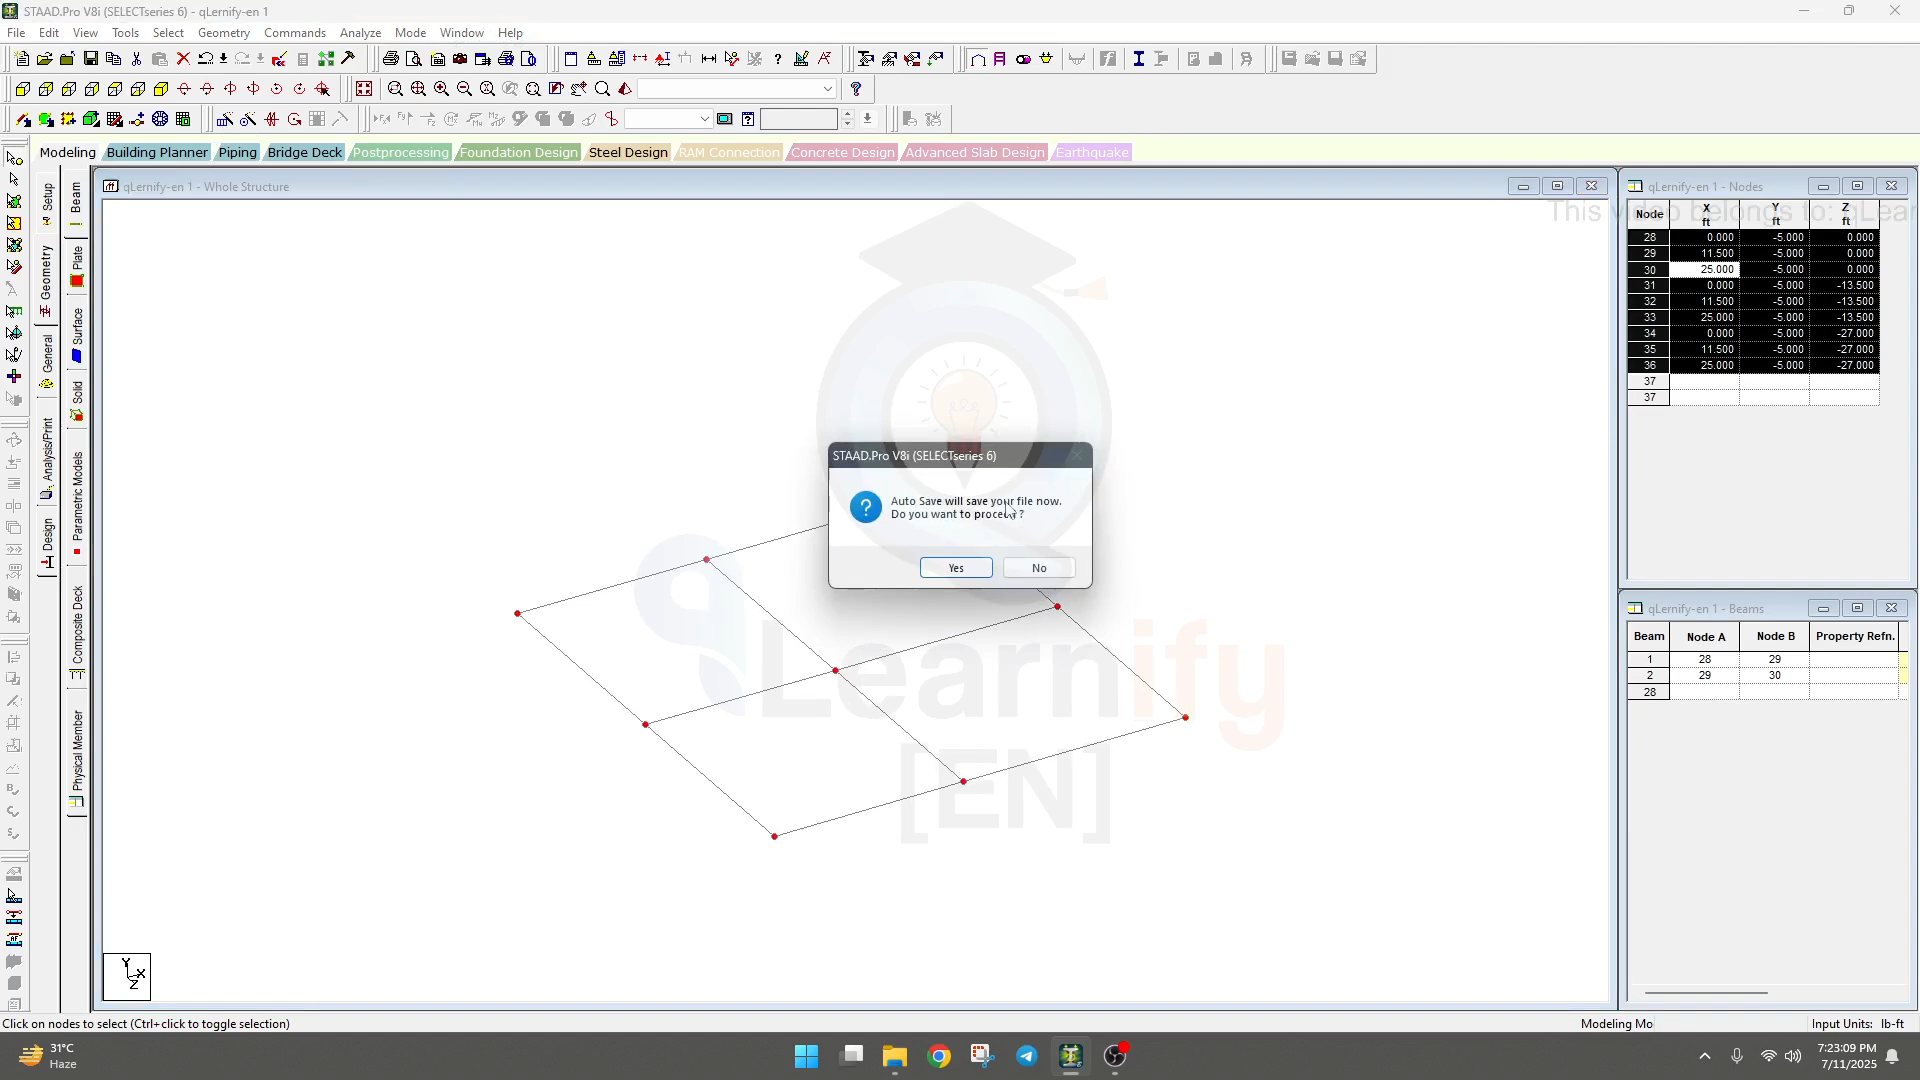 STAAD.Pro V8i (SELECTseries 6) - qLernify-en 1
File Edit View Tools Select Geometry Commands Analyze Mode Window Help
Modeling Building Planner Piping Bridge Deck Postprocessing Foundation Design Steel Design RAM Connection Concrete Design Advanced Slab Design Earthquake
Setup
Geometry
General
Analysis/Print
Design
Beam
Plate
Surface
Solid
Parametric Models
Composite Deck
Physical Member
qLernify-en 1 - Whole Structure
STAAD.Pro V8i (SELECTseries 6)
Auto Save will save your file now.
Do you want to proceed?
Yes No
qLearnify
[EN]
Y
X
Z
qLernify-en 1 - Nodes
This video belongs to: qLear
Node X ft Y ft Z ft
28 0.000 -5.000 0.000
29 11.500 -5.000 0.000
30 25.000 -5.000 0.000
31 0.000 -5.000 -13.500
32 11.500 -5.000 -13.500
33 25.000 -5.000 -13.500
34 0.000 -5.000 -27.000
35 11.500 -5.000 -27.000
36 25.000 -5.000 -27.000
37
37
qLernify-en 1 - Beams
Beam Node A Node B Property Refn.
1 28 29
2 29 30
28
Click on nodes to select (Ctrl+click to toggle selection)
Modeling Mo
Input Units: lb-ft
31°C
Haze
7:23:09 PM
7/11/2025